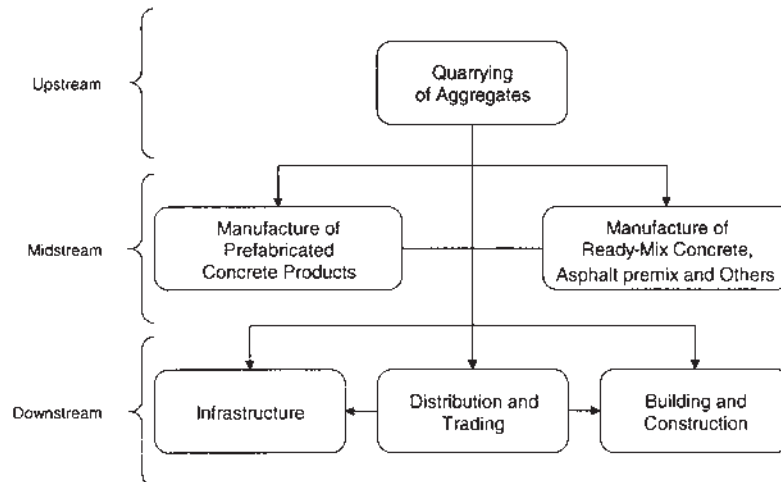 Upstream
Quarrying
of Aggregates
Midstream
Manufacture of
Prefabricated
Concrete Products
Manufacture of
Ready-Mix Concrete,
Asphalt premix and Others
Downstream
Infrastructure
Distribution and
Trading
Building and
Construction